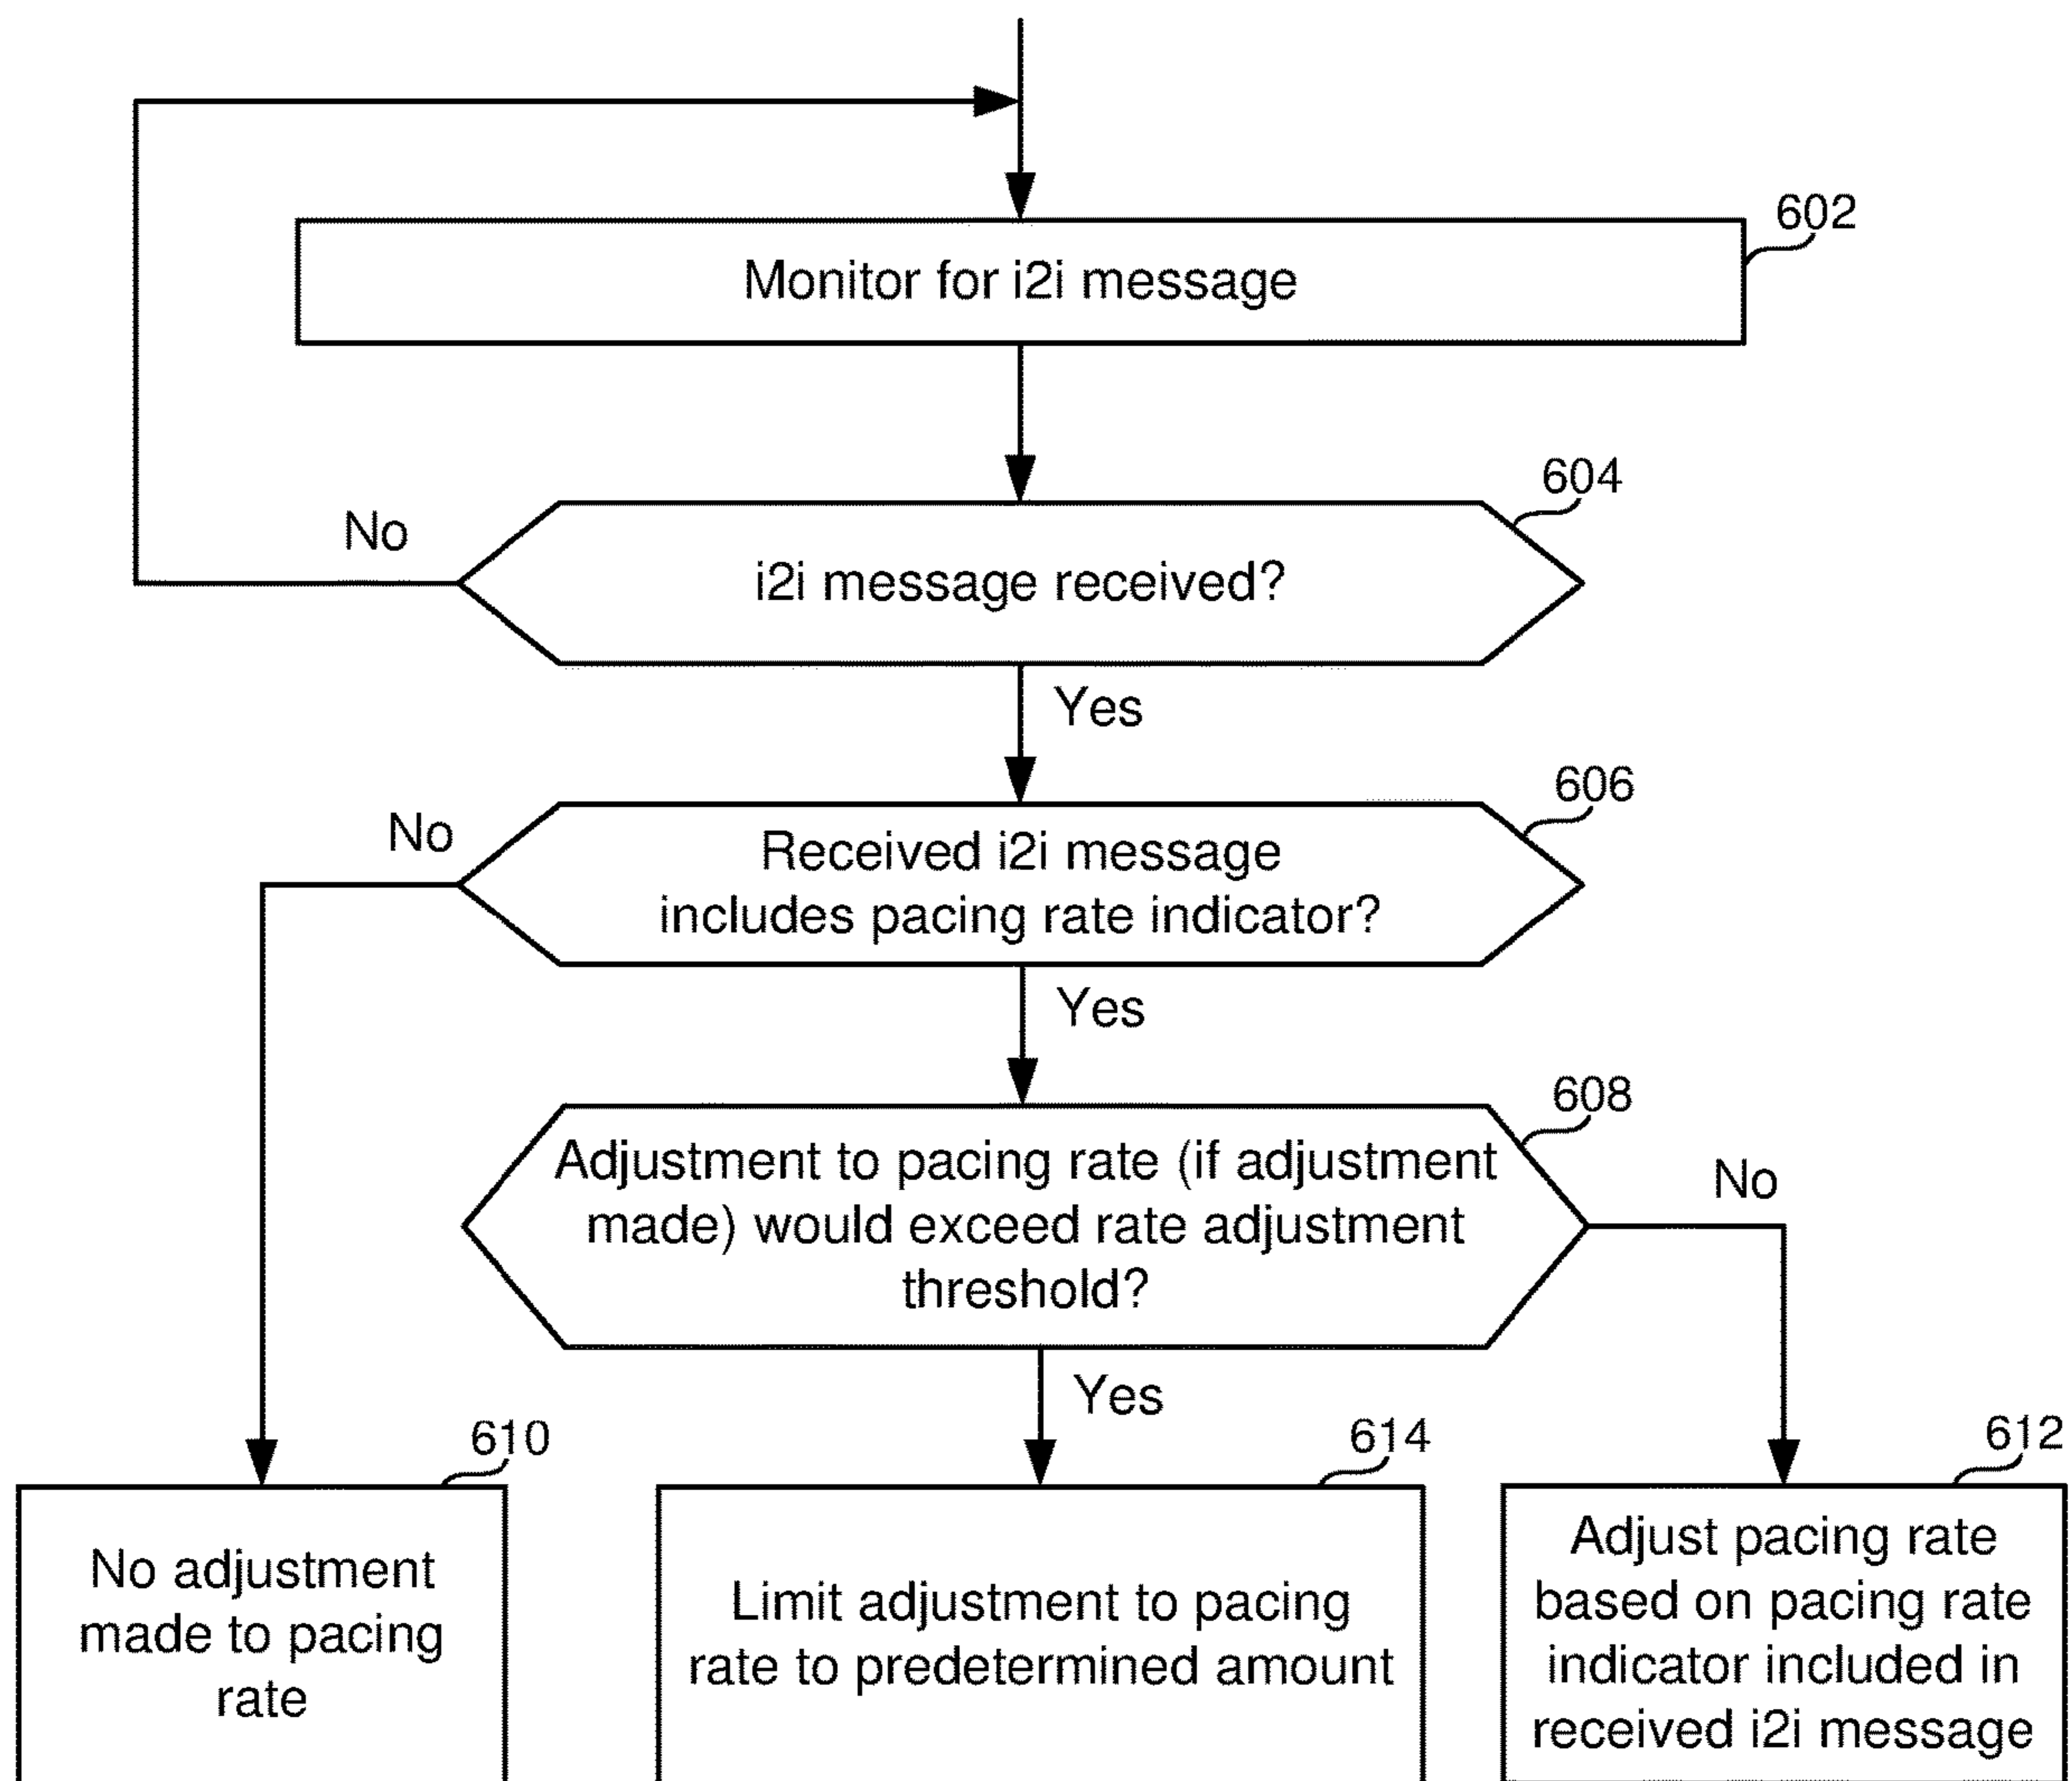 602
Monitor for i2i message
604
No
i2i message received?
Yes
606
No
Received i2i message
includes pacing rate indicator?
Yes
608
Adjustment to pacing rate (if adjustment
made) would exceed rate adjustment
threshold?
No
Yes
610
614
612
No adjustment
made to pacing
rate
Limit adjustment to pacing
rate to predetermined amount
Adjust pacing rate
based on pacing rate
indicator included in
received i2i message